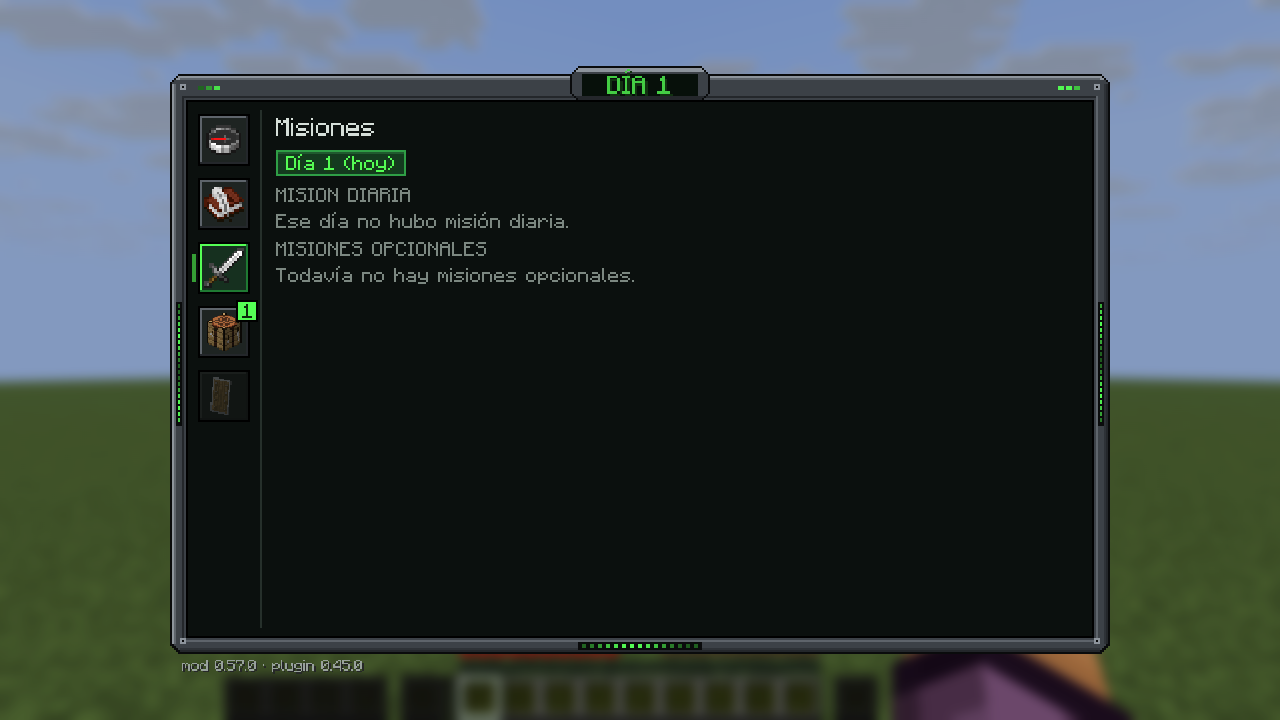 DÍA 1
Misiones
Día 1 (hoy)
MISION DIARIA
Ese día no hubo misión diaria.
MISIONES OPCIONALES
Todavía no hay misiones opcionales.
1
mod 0.57.0 · plugin 0.45.0